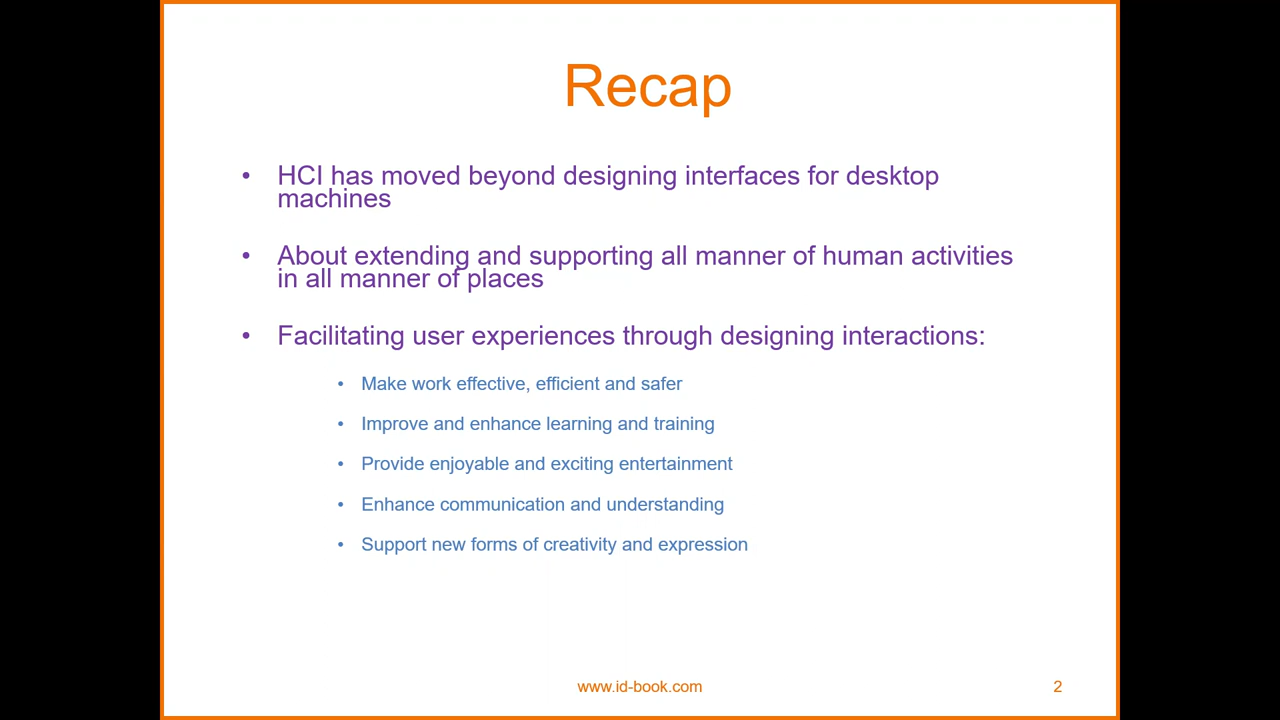 Recap
• HCI has moved beyond designing interfaces for desktop
machines
• About extending and supporting all manner of human activities
in all manner of places
• Facilitating user experiences through designing interactions:
• Make work effective, efficient and safer
• Improve and enhance learning and training
• Provide enjoyable and exciting entertainment
• Enhance communication and understanding
• Support new forms of creativity and expression
www.id-book.com
2